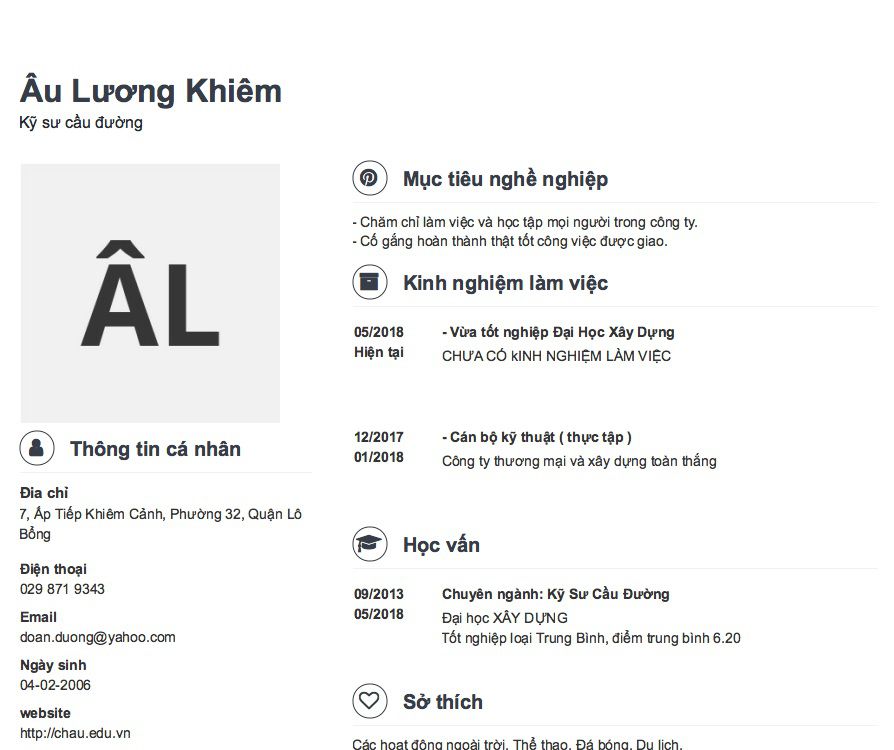 Âu Lương Khiêm
Kỹ sư cầu đường
ÂL
Thông tin cá nhân
Đia chỉ
7, Ấp Tiếp Khiêm Cảnh, Phường 32, Quận Lô
Bổng
Điện thoại
029 871 9343
Email
doan.duong@yahoo.com
Ngày sinh
04-02-2006
website
http://chau.edu.vn
Mục tiêu nghề nghiệp
- Chăm chỉ làm việc và học tập mọi người trong công ty.
- Cố gắng hoàn thành thật tốt công việc được giao.
Kinh nghiệm làm việc
05/2018
Hiện tại
- Vừa tốt nghiệp Đại Học Xây Dựng
CHƯA CÓ kINH NGHIỆM LÀM VIỆC
12/2017
01/2018
- Cán bộ kỹ thuật ( thực tập )
Công ty thương mại và xây dựng toàn thắng
Học vấn
09/2013
05/2018
Chuyên ngành: Kỹ Sư Cầu Đường
Đại học XÂY DỰNG
Tốt nghiệp loại Trung Bình, điểm trung bình 6.20
Sở thích
Các hoạt động ngoài trời, Thể thao, Đá bóng, Du lịch.